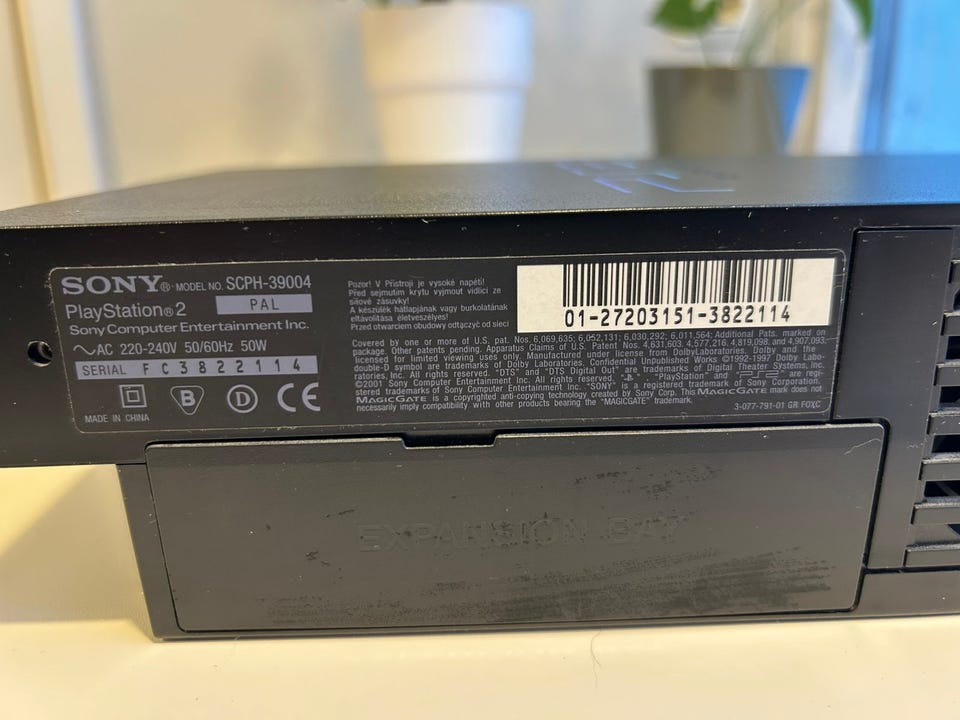 SONY® MODEL NO. SCPH-39004
PlayStation®2 PAL
Sony Computer Entertainment Inc.
AC 220-240V 50/60Hz 50W
SERIAL FC3822114
MADE IN CHINA
B
D
CE
Pozor! V Přístroji je vysoké napětí!
Před sejmutím krytu vyjmout vidlici ze
síťové zásuvky!
A készülék hátlapjának vagy burkolatának
eltávolítása életveszélyes!
Przed otwarciem obudowy odtączyć od sieci
01-27203151-3822114
Covered by one or more of U.S. pat. Nos. 6,069,635; 6,052,131; 6,030,292; 6,011,564; Additional Pats. marked on
package. Other patents pending. Apparatus Claims of U.S. Patent Nos. 4,631,603, 4,577,216, 4,819,098, and 4,907,093,
licensed for limited viewing uses only. Manufactured under license from DolbyLaboratories. Dolby and the
double-D symbol are trademarks of Dolby Laboratories. Confidential Unpublished Works ©1992-1997 Dolby Labo-
ratories, Inc. All rights reserved. "DTS" and "DTS Digital Out" are trademarks of Digital Theater Systems, Inc.
©2001 Sony Computer Entertainment Inc. All rights reserved. "PlayStation" and are regi-
stered trademarks of Sony Computer Entertainment Inc. "SONY" is a registered trademark of Sony Corporation.
MAGICGATE is a copyrighted anti-copying technology created by Sony Corp. This MAGICGATE mark does not
necessarily imply compatibility with other products bearing the "MAGICGATE" trademark.
3-077-791-01 GR FOXC
EXPANSION BAY